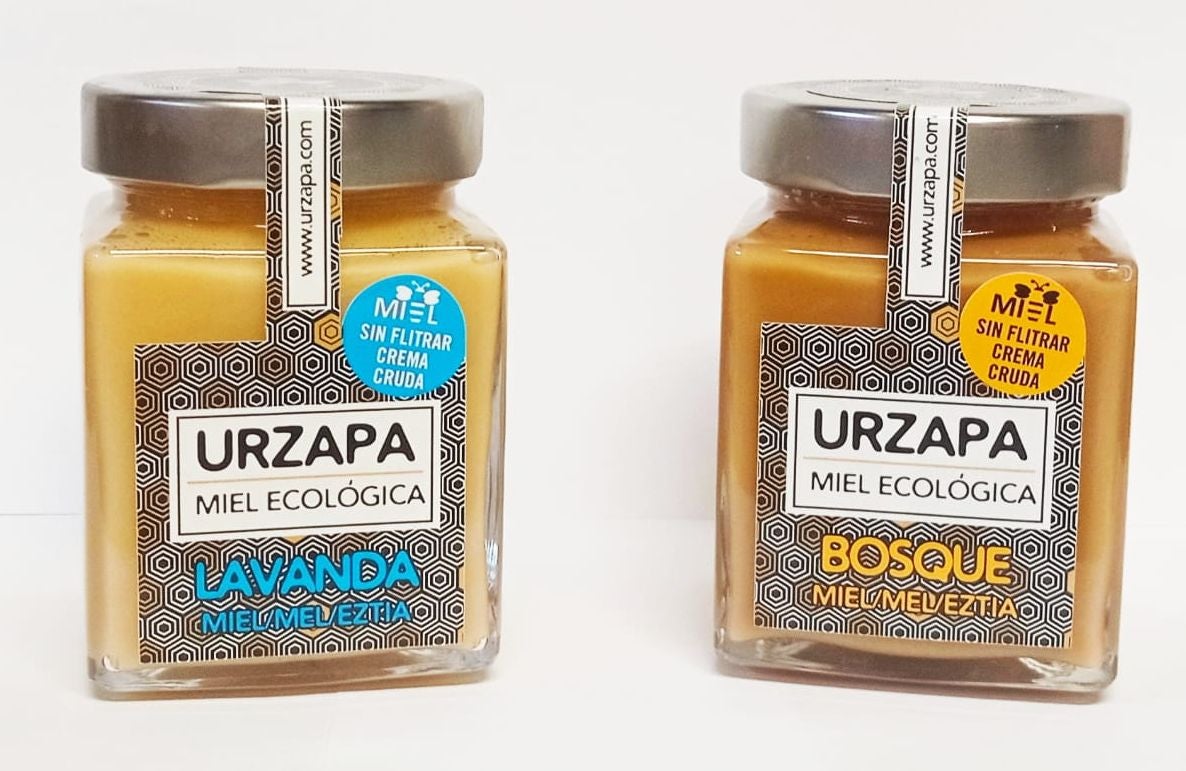 www.urzapa.com
MIEL
SIN FLITRAR
CREMA
CRUDA
URZAPA
MIEL ECOLÓGICA
LAVANDA
MIEL/MEL/EZTIA
www.urzapa.com
MIEL
SIN FLITRAR
CREMA
CRUDA
URZAPA
MIEL ECOLÓGICA
BOSQUE
MIEL/MEL/EZTIA